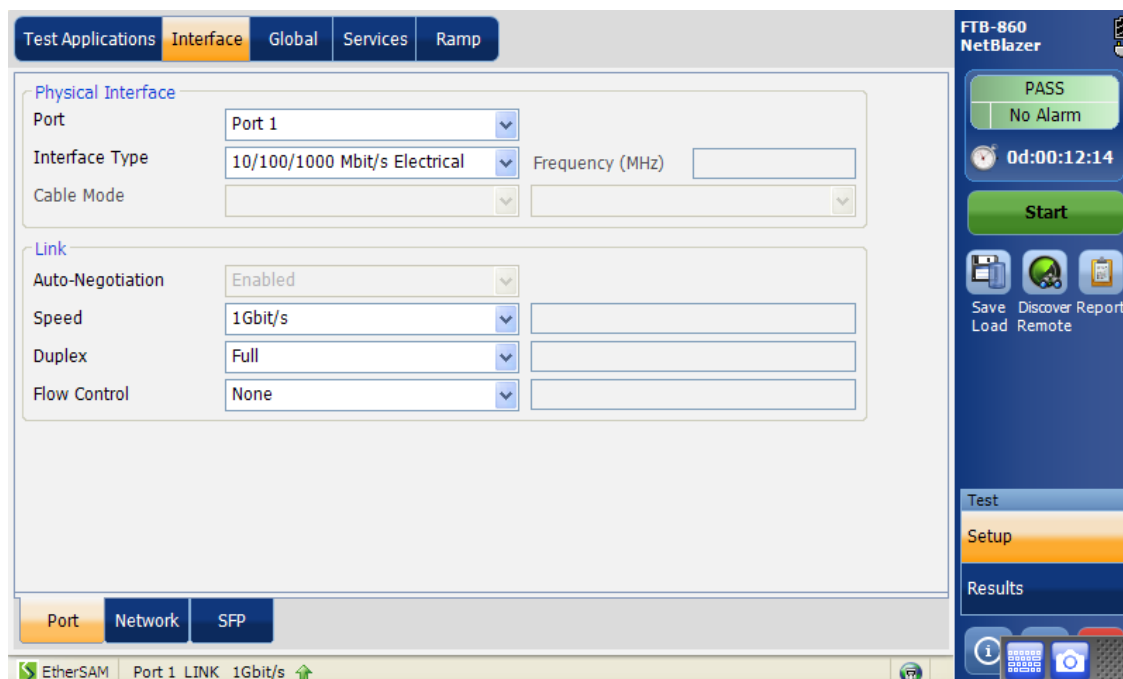 Test Applications Interface Global Services Ramp
Physical Interface
Port Port 1
Interface Type 10/100/1000 Mbit/s Electrical Frequency (MHz)
Cable Mode
Link
Auto-Negotiation Enabled
Speed 1Gbit/s
Duplex Full
Flow Control None
Port Network SFP
EtherSAM Port 1 LINK 1Gbit/s
FTB-860
NetBlazer
PASS
No Alarm
0d:00:12:14
Start
Save Discover Report
Load Remote
Test
Setup
Results